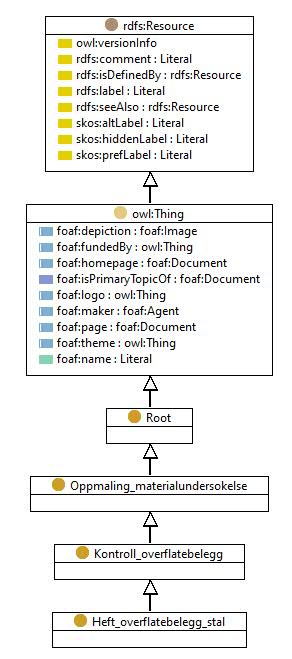 rdfs:Resource
owl:versionInfo
rdfs:comment : Literal
rdfs:isDefinedBy : rdfs:Resource
rdfs:label : Literal
rdfs:seeAlso : rdfs:Resource
skos:altLabel : Literal
skos:hiddenLabel : Literal
skos:prefLabel : Literal
owl:Thing
foaf:depiction : foaf:Image
foaf:fundedBy : owl:Thing
foaf:homepage : foaf:Document
foaf:isPrimaryTopicOf : foaf:Document
foaf:logo : owl:Thing
foaf:maker : foaf:Agent
foaf:page : foaf:Document
foaf:theme : owl:Thing
foaf:name : Literal
Root
Oppmaling_materialundersokelse
Kontroll_overflatebelegg
Heft_overflatebelegg_stal